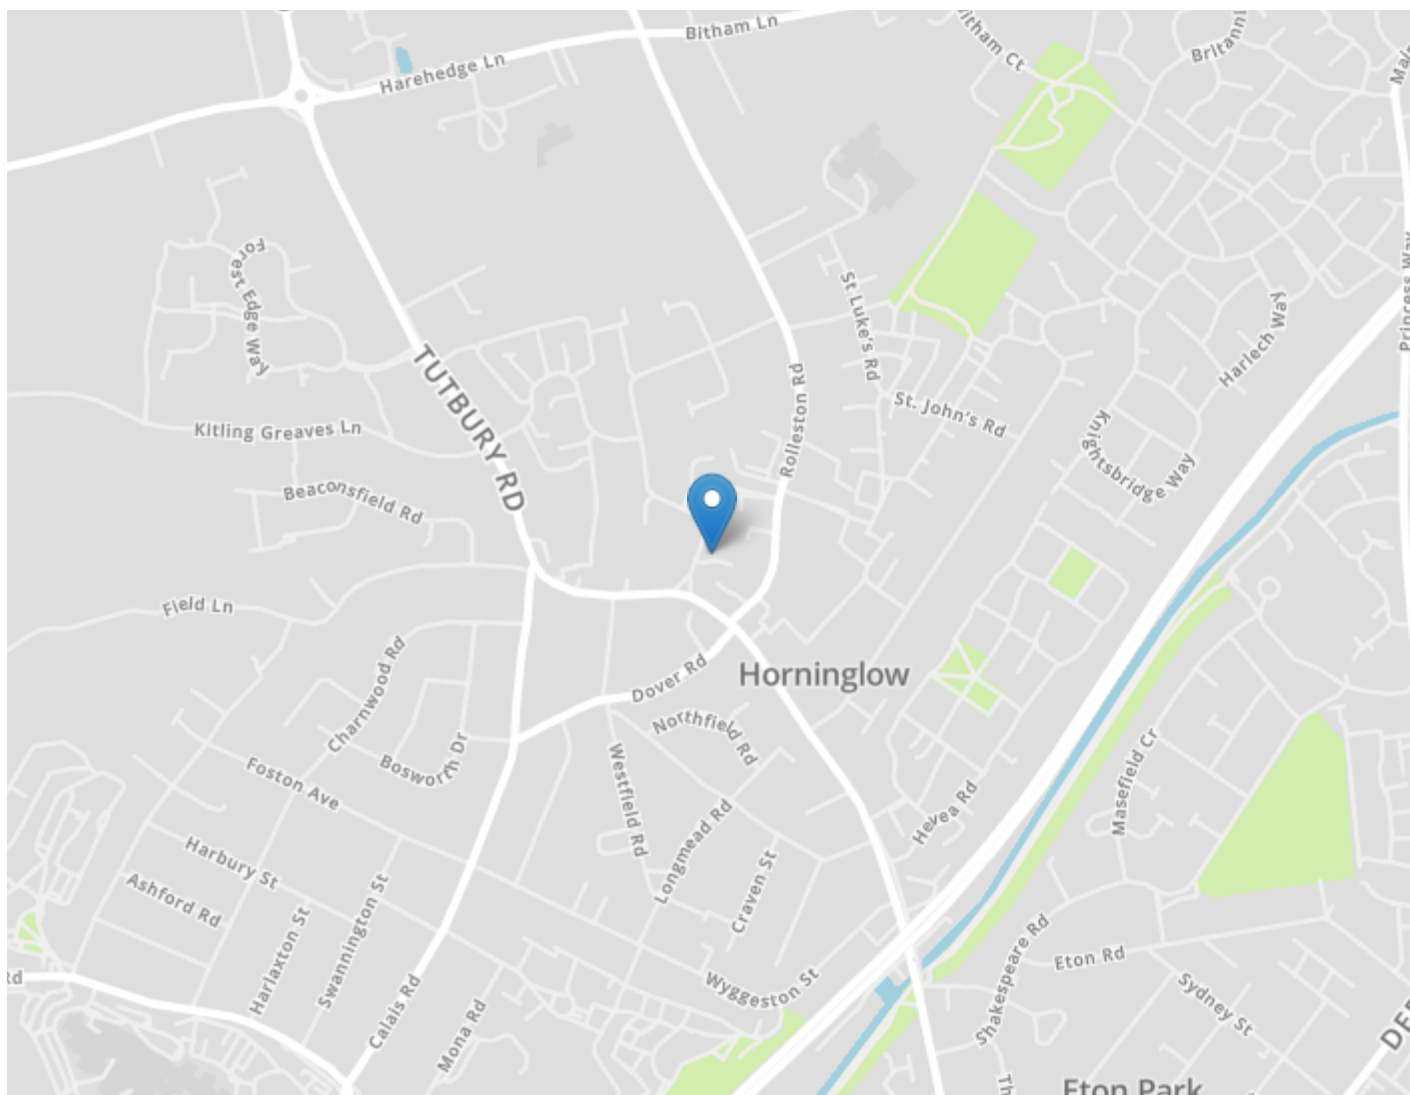 Bitham Ln
Harehedge Ln
Forest Edge Way
St Luke's Rd
Harlech Way
TUTBURY RD
Rolleston Rd
St. John's Rd
Kitling Greaves Ln
Knightsbridge Way
Beaconsfield Rd
Field Ln
Charnwood Rd
Dover Rd
Horninglow
Northfield Rd
Bosworth Dr
Foston Ave
Westfield Rd
Masefield Cr
Helvea Rd
Longmead Rd
Harbury St
Ashford Rd
Craven St
Swannington St
Harlaxton St
Eton Rd
Shakespeare Rd
Wyggeston St
Sydney St
Calais Rd
Mona Rd
Princess Way
Rd
Eton Park